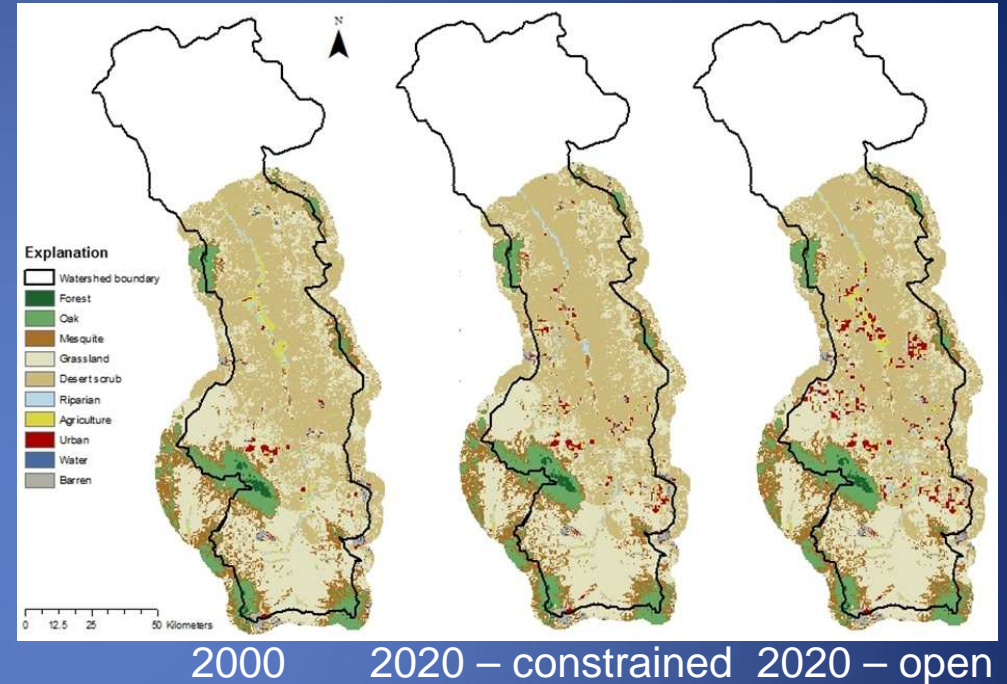 N
Explanation
Watershed boundary
Forest
Oak
Mesquite
Grassland
Desert scrub
Riparian
Agriculture
Urban
Water
Barren
0 12.5 25 50 Kilometers
2000 2020 – constrained 2020 – open